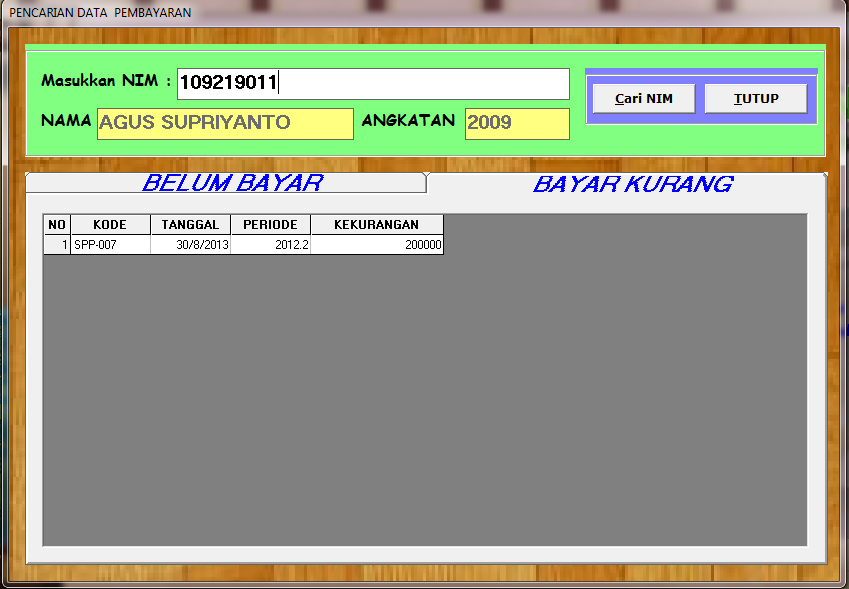 PENCARIAN DATA PEMBAYARAN
Masukkan NIM : 109219011
Cari NIM TUTUP
NAMA AGUS SUPRIYANTO ANGKATAN 2009
BELUM BAYAR BAYAR KURANG
NO KODE TANGGAL PERIODE KEKURANGAN
1 SPP-007 30/8/2013 2012.2 200000